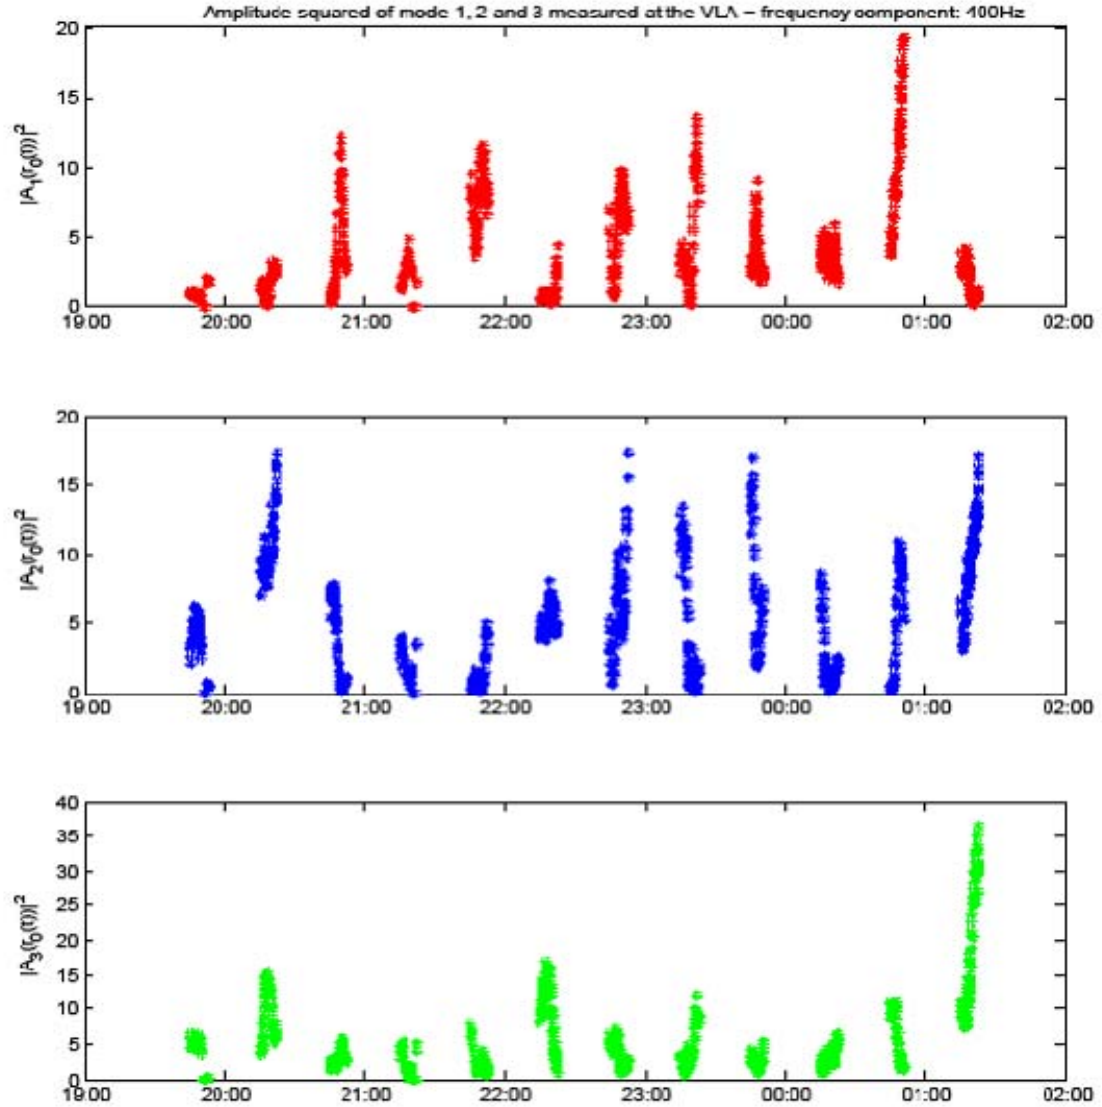 Amplitude squared of mode 1, 2 and 3 measured at the VLA – frequency component: 400Hz
20
15
10
5
0
|A1(r0(t))|^2
19:00 20:00 21:00 22:00 23:00 00:00 01:00 02:00
20
15
10
5
0
|A2(r0(t))|^2
19:00 20:00 21:00 22:00 23:00 00:00 01:00 02:00
40
35
30
25
20
15
10
5
0
|A3(r0(t))|^2
19:00 20:00 21:00 22:00 23:00 00:00 01:00 02:00